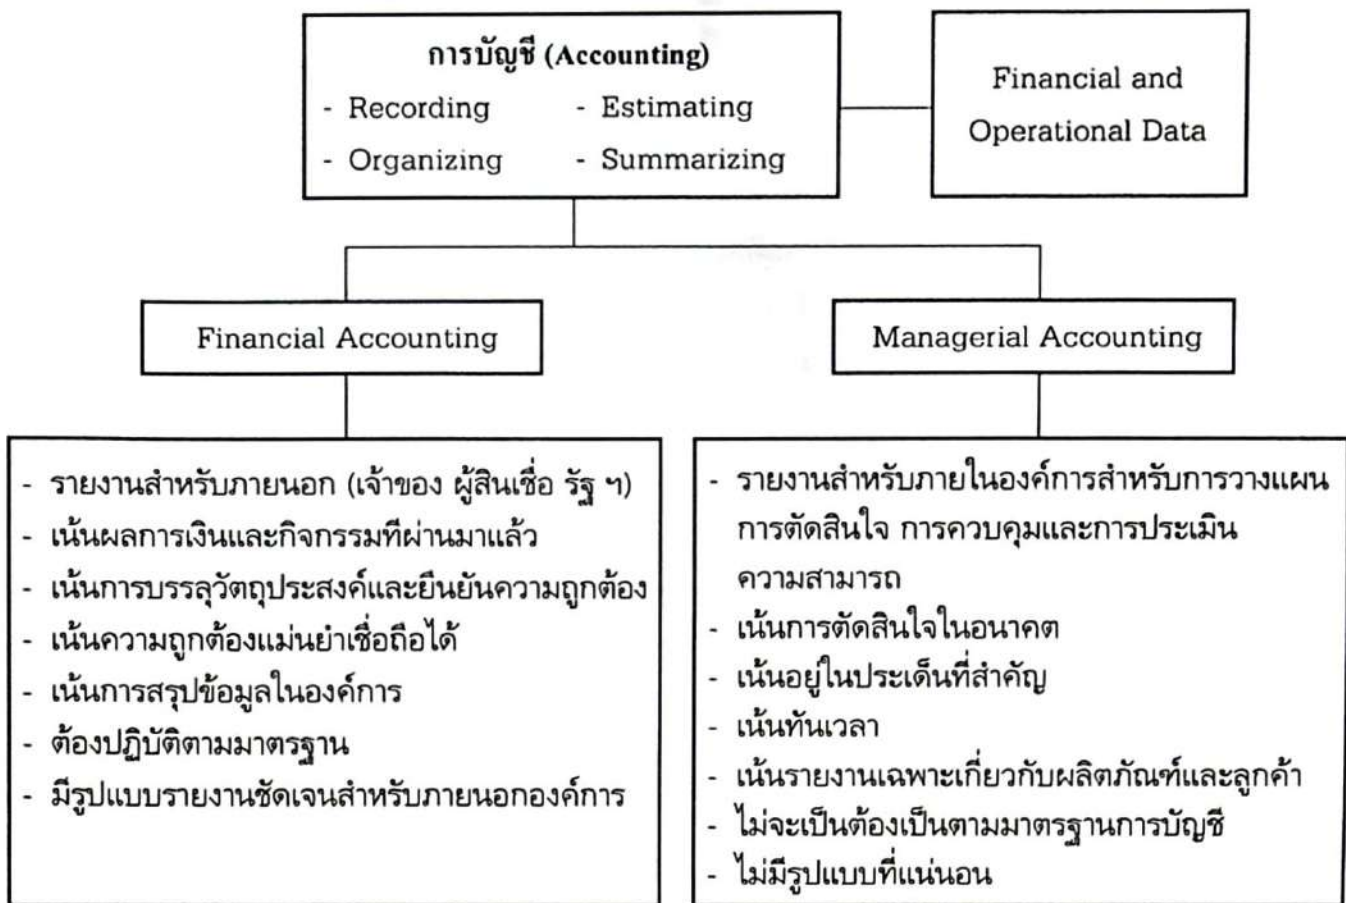 การบัญชี (Accounting)
- Recording - Estimating
- Organizing - Summarizing
Financial and
Operational Data
Financial Accounting
Managerial Accounting
- รายงานสำหรับภายนอก (เจ้าของ ผู้สินเชื่อ รัฐ ฯ)
- เน้นผลการเงินและกิจกรรมที่ผ่านมาแล้ว
- เน้นการบรรลุวัตถุประสงค์และยืนยันความถูกต้อง
- เน้นความถูกต้องแม่นยำเชื่อถือได้
- เน้นการสรุปข้อมูลในองค์การ
- ต้องปฏิบัติตามมาตรฐาน
- มีรูปแบบรายงานชัดเจนสำหรับภายนอกองค์การ
- รายงานสำหรับภายในองค์การสำหรับการวางแผน
การตัดสินใจ การควบคุมและการประเมิน
ความสามารถ
- เน้นการตัดสินใจในอนาคต
- เน้นอยู่ในประเด็นที่สำคัญ
- เน้นทันเวลา
- เน้นรายงานเฉพาะเกี่ยวกับผลิตภัณฑ์และลูกค้า
- ไม่จะเป็นต้องเป็นตามมาตรฐานการบัญชี
- ไม่มีรูปแบบที่แน่นอน